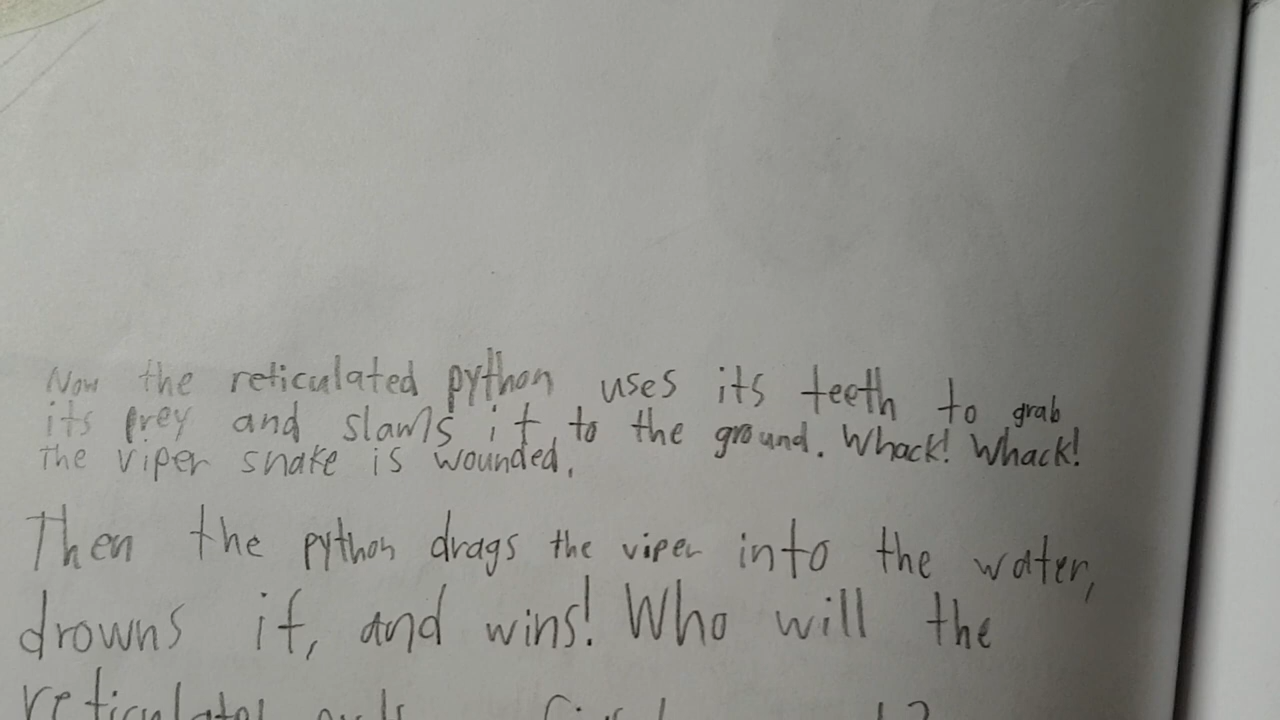 Now the reticulated python uses its teeth to grab
its prey and slams it to the ground. Whack! Whack!
The viper snake is wounded.
Then the python drags the viper into the water,
drowns it, and wins! Who will the